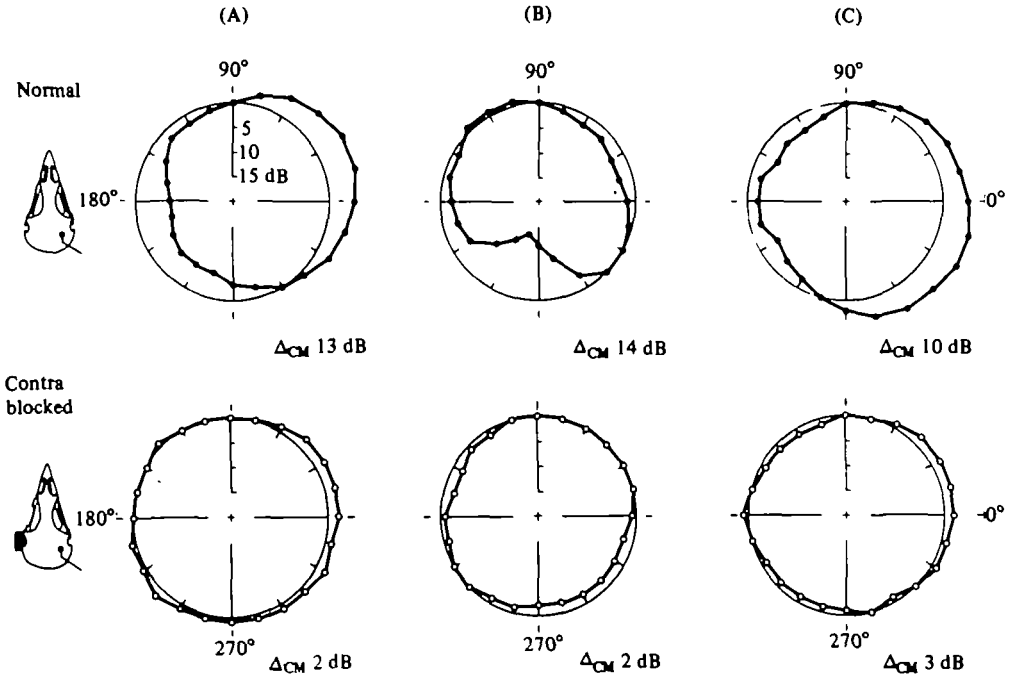 (A) (B) (C)
90° 90° 90°
Normal
5
10
15 dB
180° 0°
ΔCM 13 dB ΔCM 14 dB ΔCM 10 dB
Contra
blocked
180° 0°
270° 270° 270°
ΔCM 2 dB ΔCM 2 dB ΔCM 3 dB